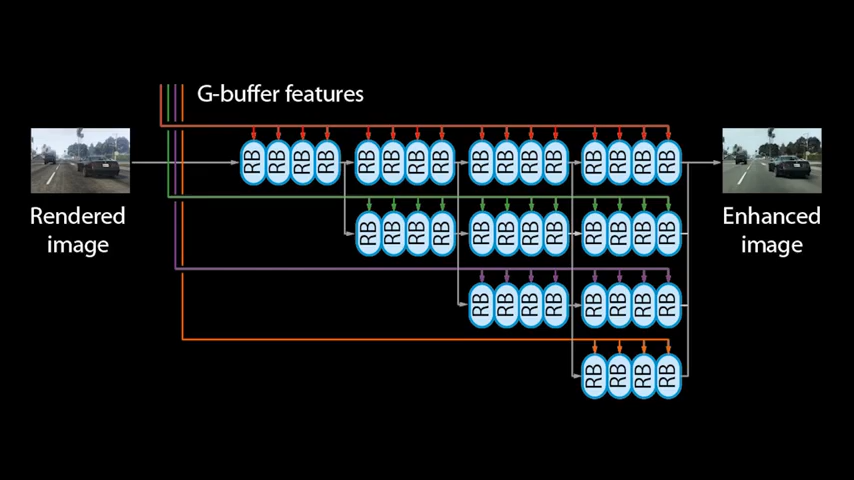 G-buffer features
RB RB RB RB RB RB RB RB RB RB RB RB RB RB RB RB
Rendered
image
Enhanced
image
RB RB RB RB RB RB RB RB RB RB RB RB
RB RB RB RB RB RB RB RB
RB RB RB RB